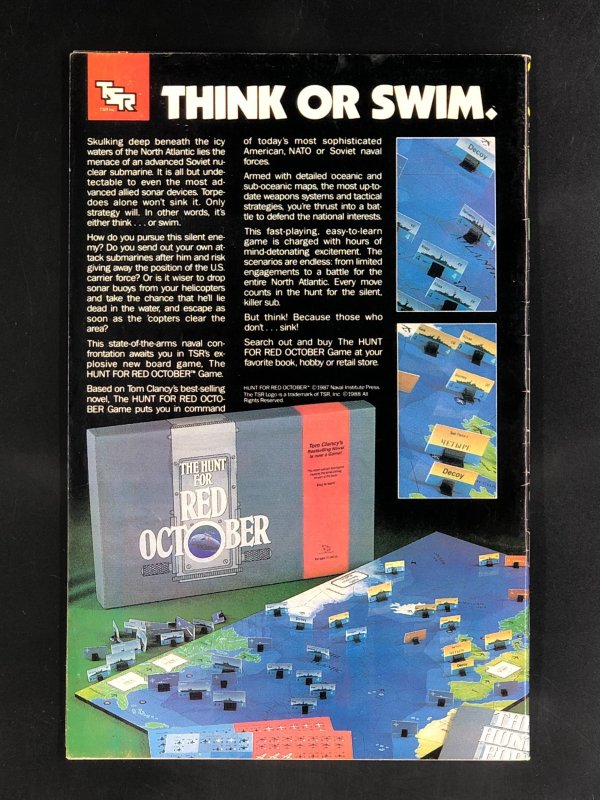 TSR
TSR, Inc.
THINK OR SWIM.
Skulking deep beneath the icy
waters of the North Atlantic lies the
menace of an advanced Soviet nu-
clear submarine. It is all but unde-
tectable to even the most ad-
vanced allied sonar devices. Torpe-
does alone won't sink it. Only
strategy will. In other words, it's
either think . . . or swim.
How do you pursue this silent ene-
my? Do you send out your own at-
tack submarines after him and risk
giving away the position of the U.S.
carrier force? Or is it wiser to drop
sonar buoys from your helicopters
and take the chance that he'll lie
dead in the water, and escape as
soon as the 'copters clear the
area?
This state-of-the-arms naval con-
frontation awaits you in TSR's ex-
plosive new board game, The
HUNT FOR RED OCTOBER™ Game.
Based on Tom Clancy's best-selling
novel, The HUNT FOR RED OCTO-
BER Game puts you in command
of today's most sophisticated
American, NATO or Soviet naval
forces.
Armed with detailed oceanic and
sub-oceanic maps, the most up-to-
date weapons systems and tactical
strategies, you're thrust into a bat-
tle to defend the national interests.
This fast-playing, easy-to-learn
game is charged with hours of
mind-detonating excitement. The
scenarios are endless: from limited
engagements to a battle for the
entire North Atlantic. Every move
counts in the hunt for the silent,
killer sub.
But think! Because those who
don't . . . sink!
Search out and buy The HUNT
FOR RED OCTOBER Game at your
favorite book, hobby or retail store.
HUNT FOR RED OCTOBER™ ©1987 Naval Institute Press.
The TSR Logo is a trademark of TSR, Inc. ©1988 All
Rights Reserved.
Decoy
ЧЕТЫРЕ
Decoy
Tom Clancy's
Bestselling Novel
is now a Game!
THE HUNT
FOR
RED
OCTOBER
Decoy
Decoy
Decoy
Decoy